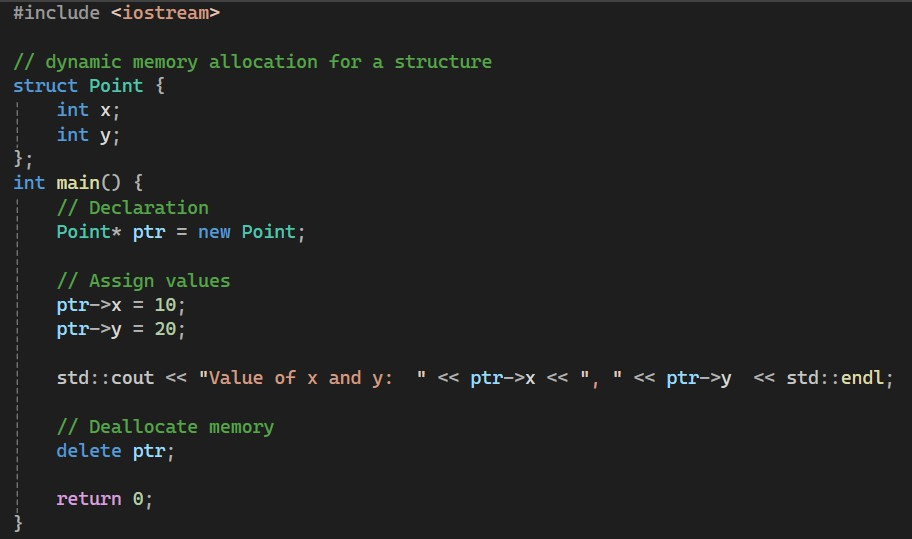 #include <iostream>

// dynamic memory allocation for a structure
struct Point {
    int x;
    int y;
};
int main() {
    // Declaration
    Point* ptr = new Point;

    // Assign values
    ptr->x = 10;
    ptr->y = 20;

    std::cout << "Value of x and y:  " << ptr->x << ", " << ptr->y  << std::endl;

    // Deallocate memory
    delete ptr;

    return 0;
}